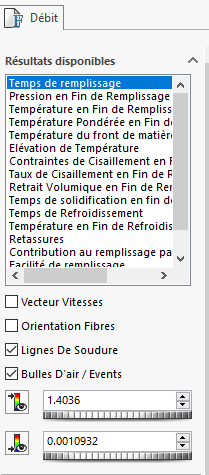 Débit
Résultats disponibles
Temps de remplissage
Pression en Fin de Remplissage
Température en Fin de Remplis
Température Pondérée en Fin d
Température du front de matièr
Elévation de Température
Contraintes de Cisaillement en F
Taux de Cisaillement en Fin de R
Retrait Volumique en Fin de Rem
Temps de solidification en fin de
Temps de Refroidissement
Température en Fin de Refroidis
Retassures
Contribution au remplissage pa
Facilité de remplissage
Vecteur Vitesses
Orientation Fibres
Lignes De Soudure
Bulles D'air / Events
1.4036
0.0010932